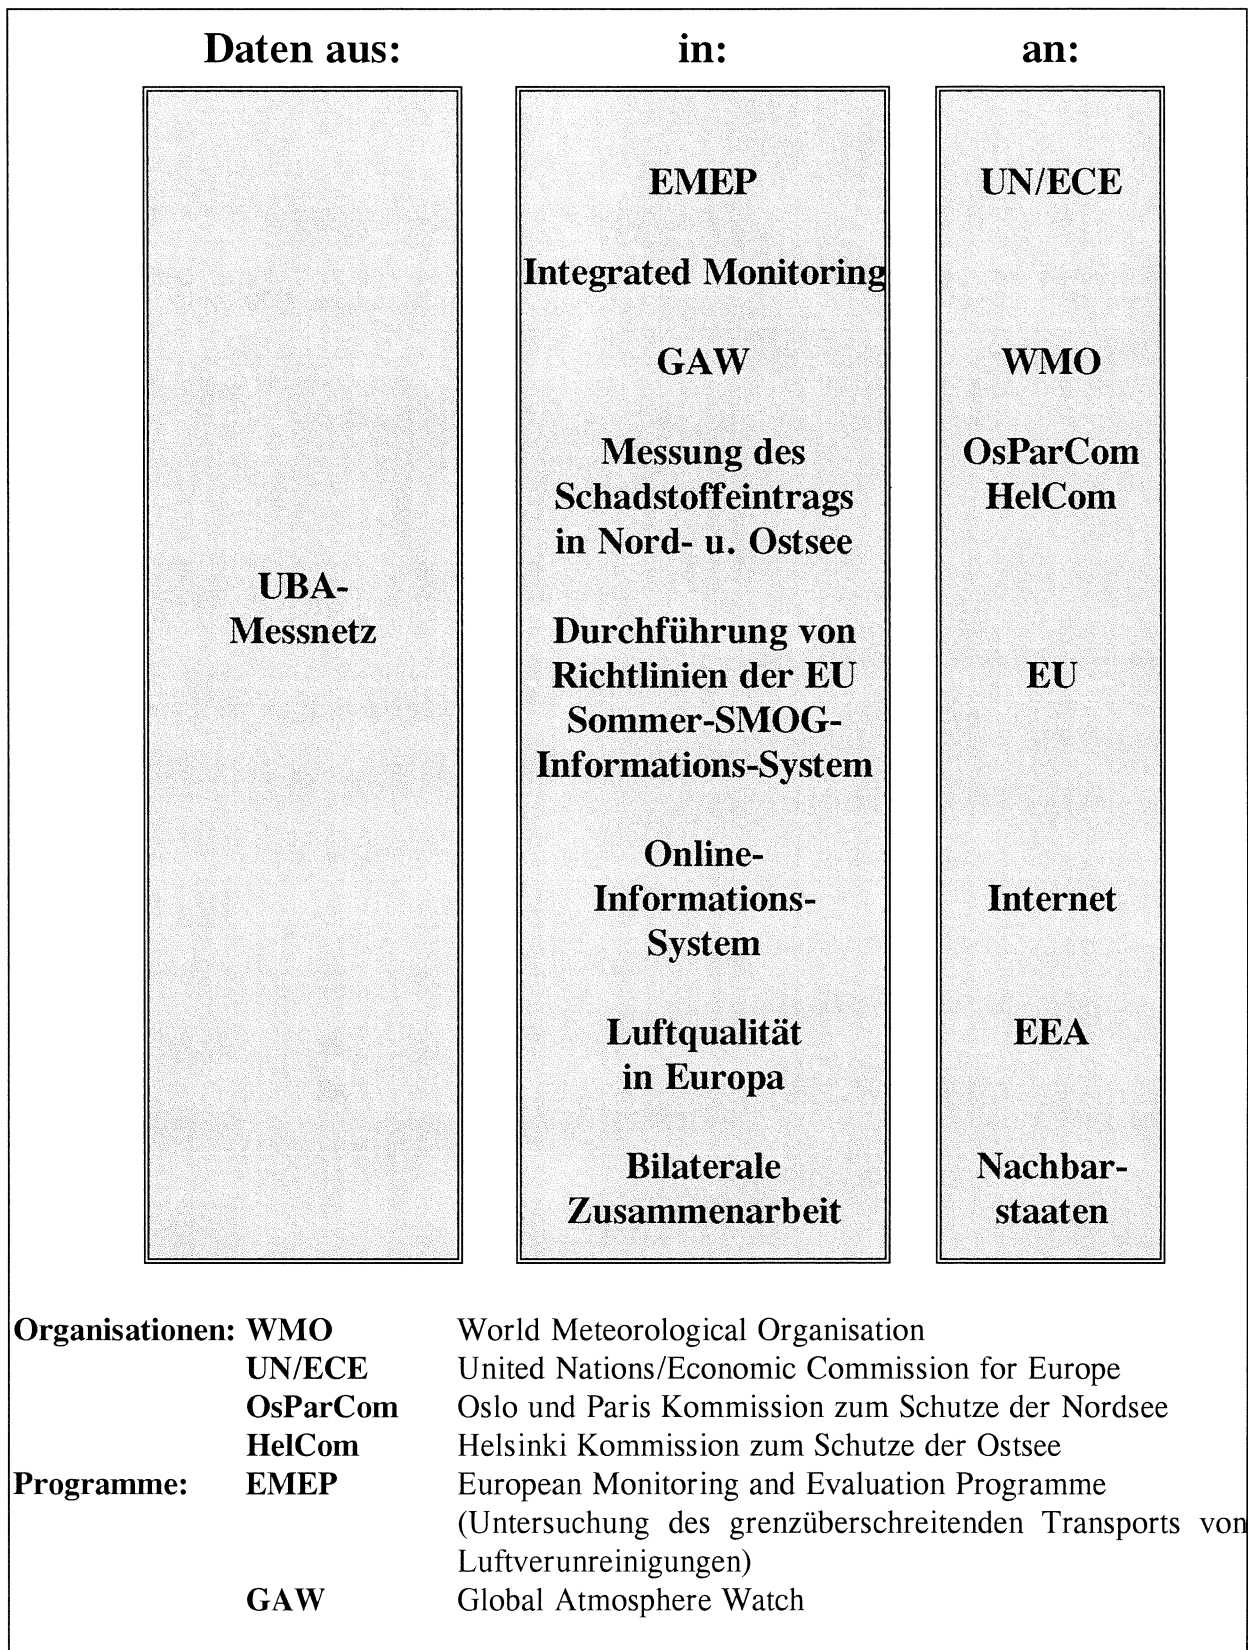 Daten aus:
in:
an:
UBA-
Messnetz
EMEP
Integrated Monitoring
GAW
Messung des
Schadstoffeintrags
in Nord- u. Ostsee
Durchführung von
Richtlinien der EU
Sommer-SMOG-
Informations-System
Online-
Informations-
System
Luftqualität
in Europa
Bilaterale
Zusammenarbeit
UN/ECE
WMO
OsParCom
HelCom
EU
Internet
EEA
Nachbar-
staaten
Organisationen: WMO World Meteorological Organisation
UN/ECE United Nations/Economic Commission for Europe
OsParCom Oslo und Paris Kommission zum Schutze der Nordsee
HelCom Helsinki Kommission zum Schutze der Ostsee
Programme: EMEP European Monitoring and Evaluation Programme
(Untersuchung des grenzüberschreitenden Transports von
Luftverunreinigungen)
GAW Global Atmosphere Watch